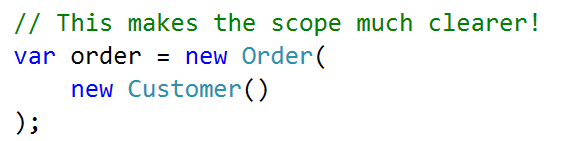 // This makes the scope much clearer!
var order = new Order(
    new Customer()
);